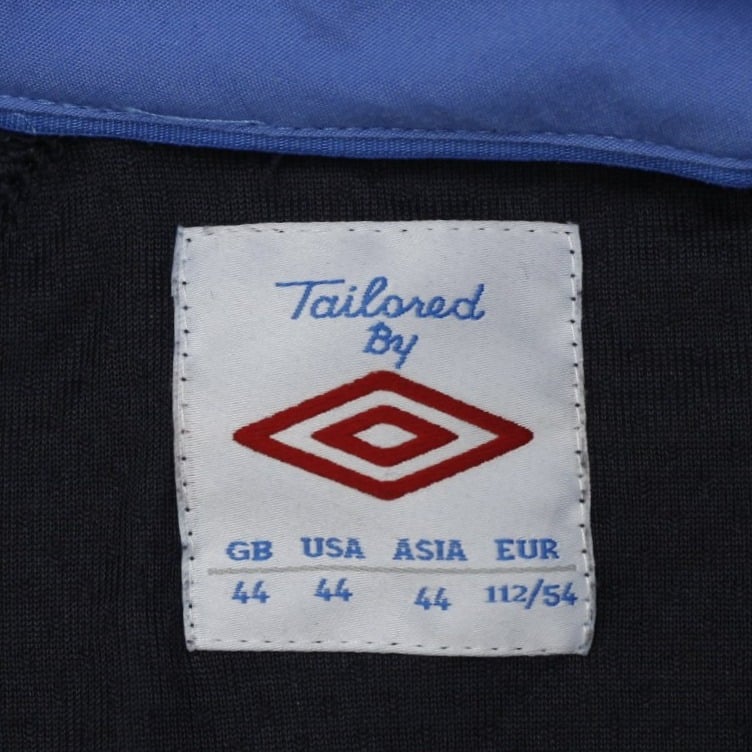 Tailored
By
GB USA ASIA EUR
44 44 44 112/54